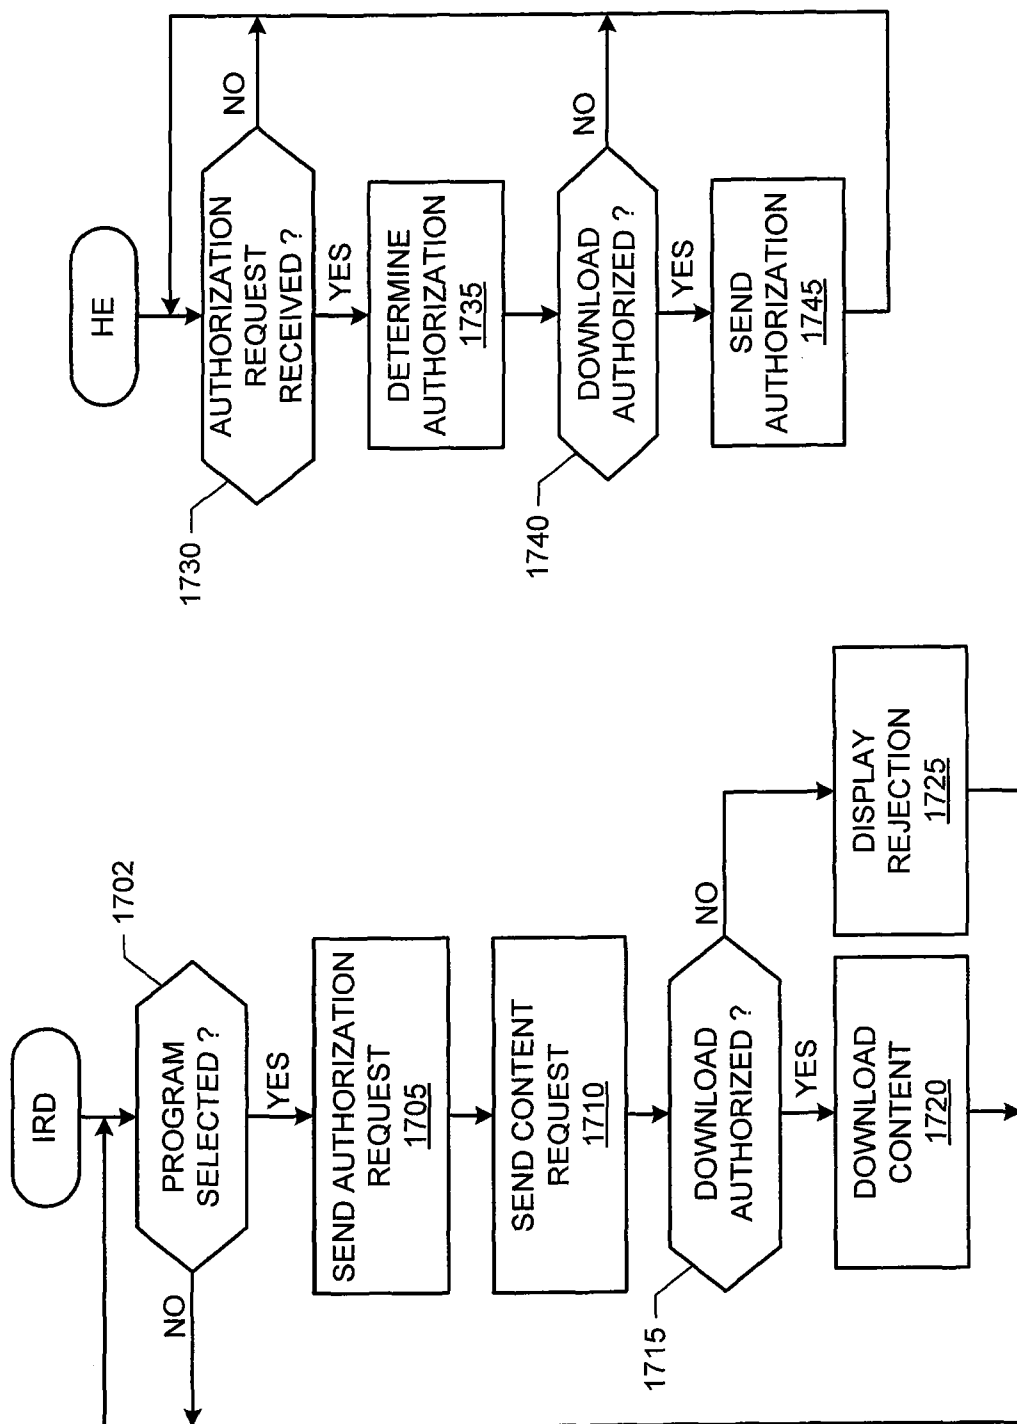 IRD
1702
PROGRAM
SELECTED ?
NO
YES
SEND AUTHORIZATION
REQUEST
1705
SEND CONTENT
REQUEST
1710
1715
DOWNLOAD
AUTHORIZED ?
NO
YES
DOWNLOAD
CONTENT
1720
DISPLAY
REJECTION
1725
HE
1730
AUTHORIZATION
REQUEST
RECEIVED ?
NO
YES
DETERMINE
AUTHORIZATION
1735
1740
DOWNLOAD
AUTHORIZED ?
NO
YES
SEND
AUTHORIZATION
1745